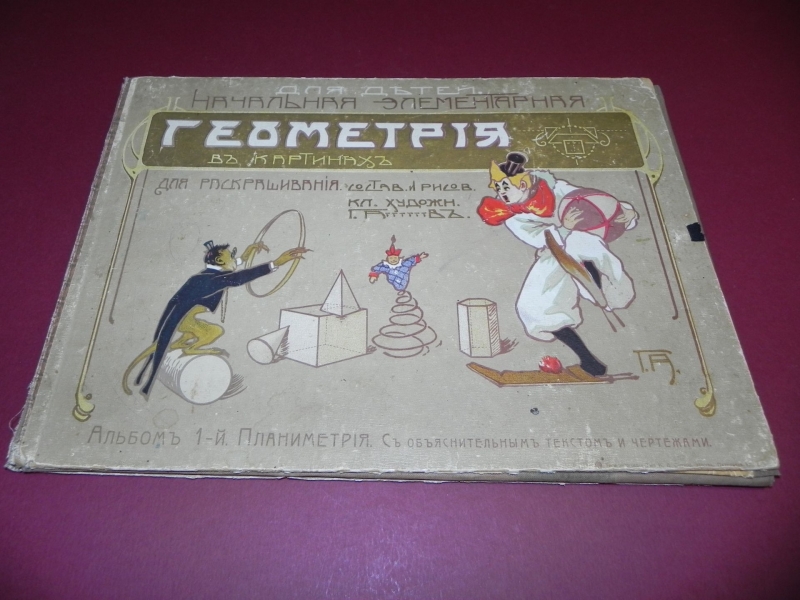 ДЛЯ ДѢТЕЙ.
НАЧАЛЬНАЯ ЭЛЕМЕНТАРНАЯ
ГЕОМЕТРІЯ
ВЪ КАРТИНАХЪ
ДЛЯ РАСКРАШИВАНІЯ. СОСТАВ. И РИСОВ.
КЛ. ХУДОЖН.
Г. А.......ВЪ.
Г.А.
АЛЬБОМЪ 1-Й. ПЛАНИМЕТРІЯ. СЪ ОБЪЯСНИТЕЛЬНЫМЪ ТЕКСТОМЪ И ЧЕРТЕЖАМИ.